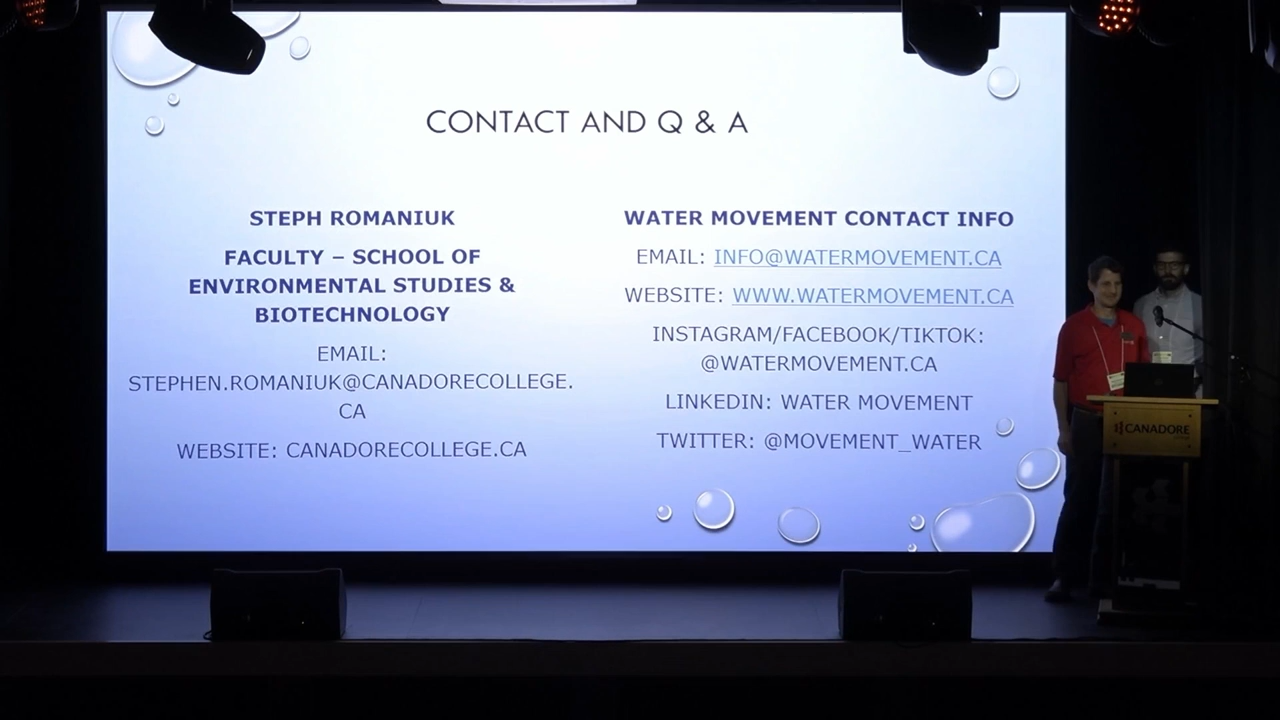 CONTACT AND Q & A
STEPH ROMANIUK
FACULTY – SCHOOL OF
ENVIRONMENTAL STUDIES &
BIOTECHNOLOGY
EMAIL:
STEPHEN.ROMANIUK@CANADORECOLLEGE.
CA
WEBSITE: CANADORECOLLEGE.CA
WATER MOVEMENT CONTACT INFO
EMAIL: INFO@WATERMOVEMENT.CA
WEBSITE: WWW.WATERMOVEMENT.CA
INSTAGRAM/FACEBOOK/TIKTOK:
@WATERMOVEMENT.CA
LINKEDIN: WATER MOVEMENT
TWITTER: @MOVEMENT_WATER
CANADORE